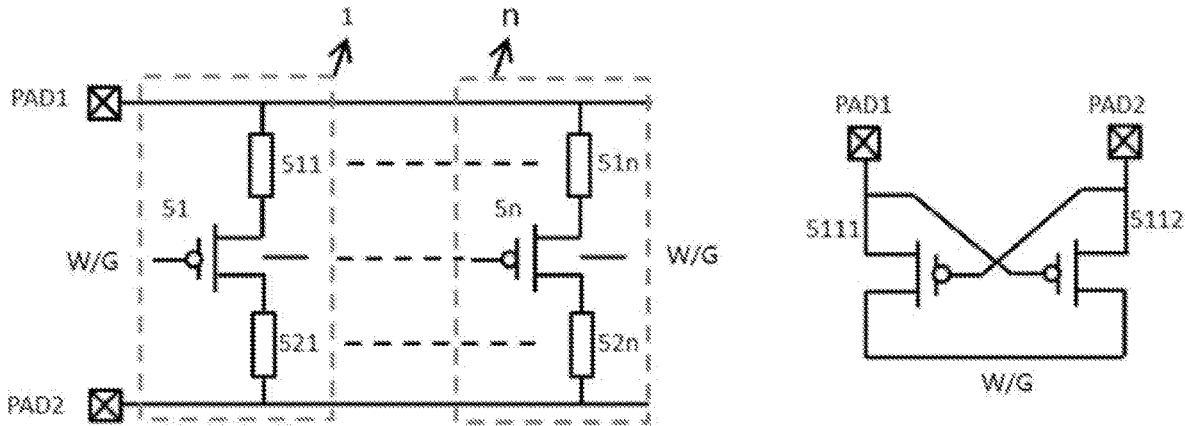 1
n
PAD1
S11
S1n
S1
Sn
W/G
W/G
S21
S2n
PAD2
PAD1
PAD2
S111
S112
W/G